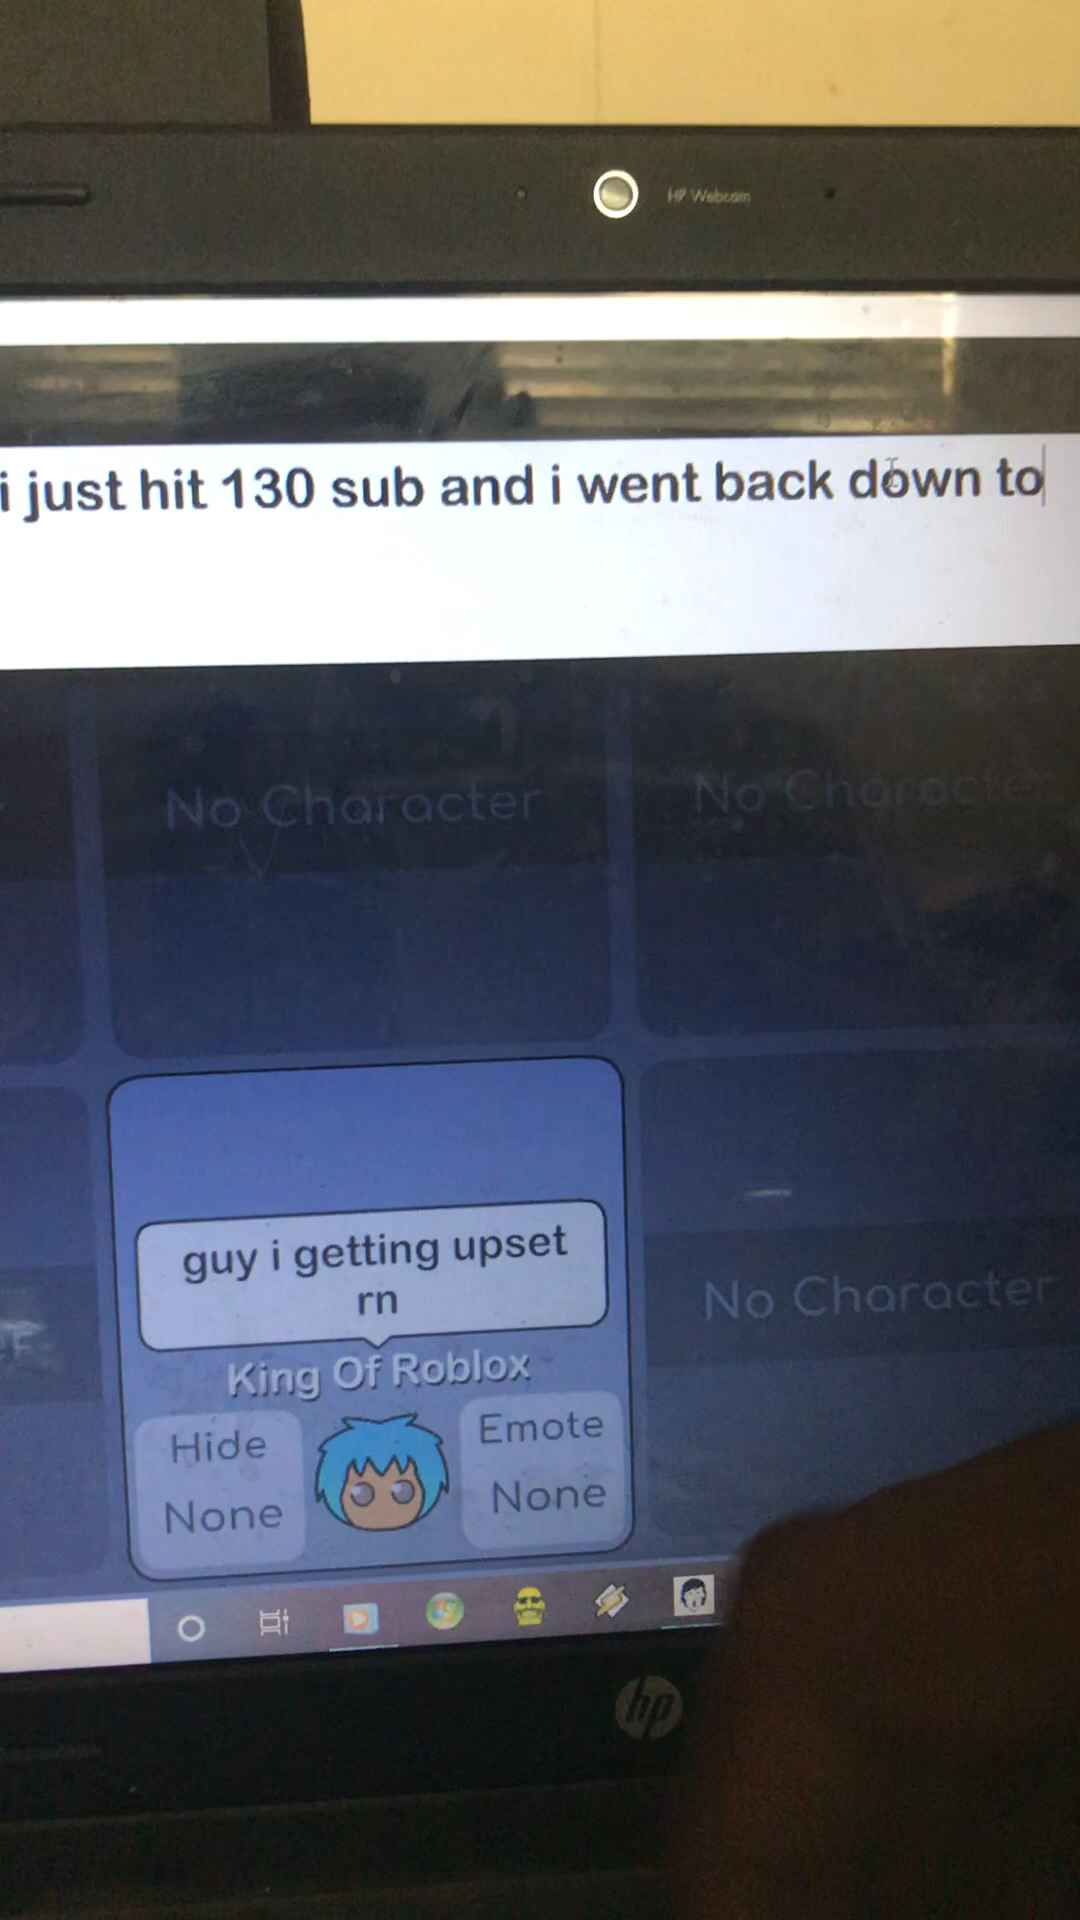 HP Webcam
i just hit 130 sub and i went back down to
No Character
No Character
guy i getting upset
rn
No Character
King Of Roblox
Hide
None
Emote
None
hp